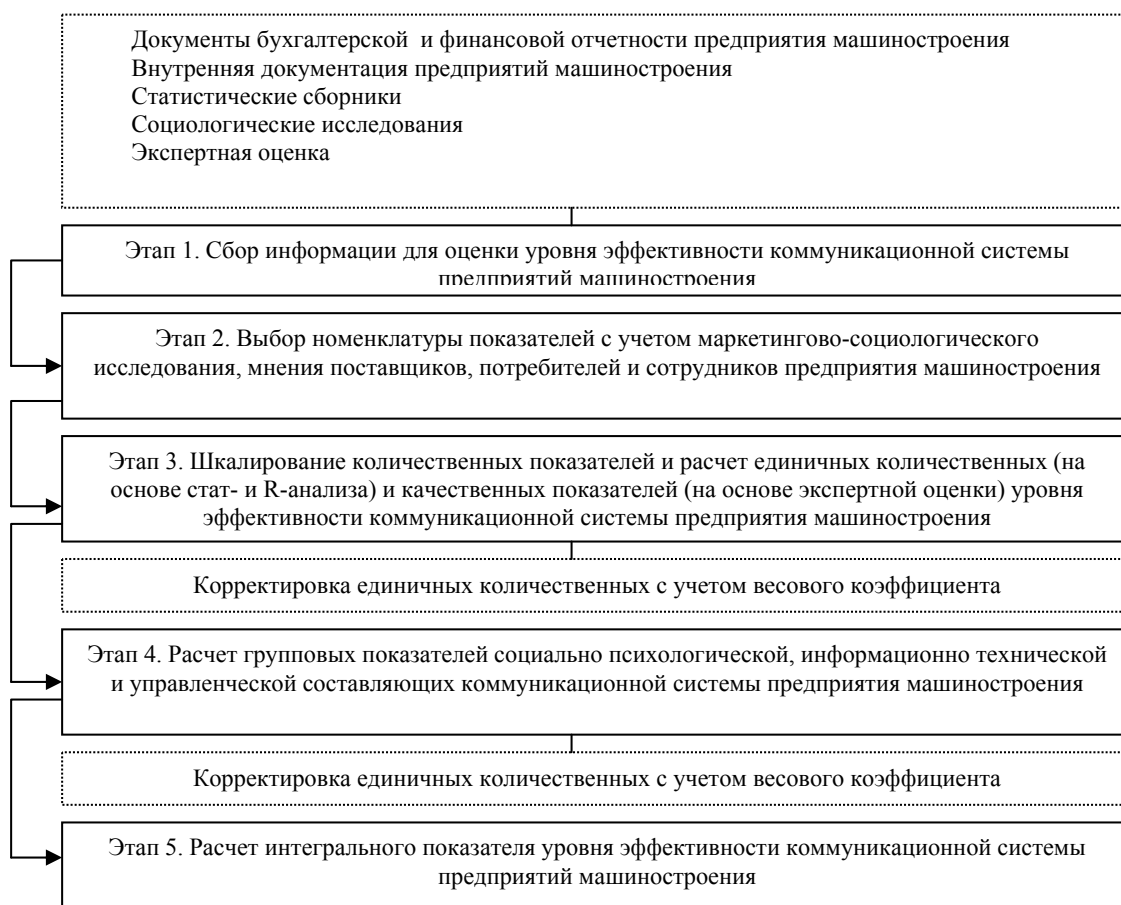 Документы бухгалтерской и финансовой отчетности предприятия машиностроения
Внутренняя документация предприятий машиностроения
Статистические сборники
Социологические исследования
Экспертная оценка
Этап 1. Сбор информации для оценки уровня эффективности коммуникационной системы
предприятий машиностроения
Этап 2. Выбор номенклатуры показателей с учетом маркетингово-социологического
исследования, мнения поставщиков, потребителей и сотрудников предприятия машиностроения
Этап 3. Шкалирование количественных показателей и расчет единичных количественных (на
основе стат- и R-анализа) и качественных показателей (на основе экспертной оценки) уровня
эффективности коммуникационной системы предприятия машиностроения
Корректировка единичных количественных с учетом весового коэффициента
Этап 4. Расчет групповых показателей социально психологической, информационно технической
и управленческой составляющих коммуникационной системы предприятия машиностроения
Корректировка единичных количественных с учетом весового коэффициента
Этап 5. Расчет интегрального показателя уровня эффективности коммуникационной системы
предприятий машиностроения